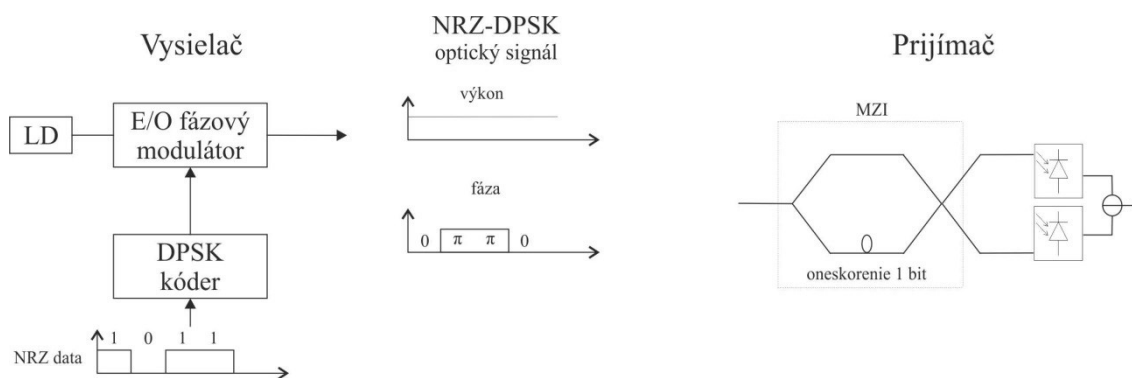 Vysielač
LD
E/O fázový
modulátor
DPSK
kóder
NRZ data
1 0 1 1
NRZ-DPSK
optický signál
výkon
fáza
0 π π 0
Prijímač
MZI
oneskorenie 1 bit